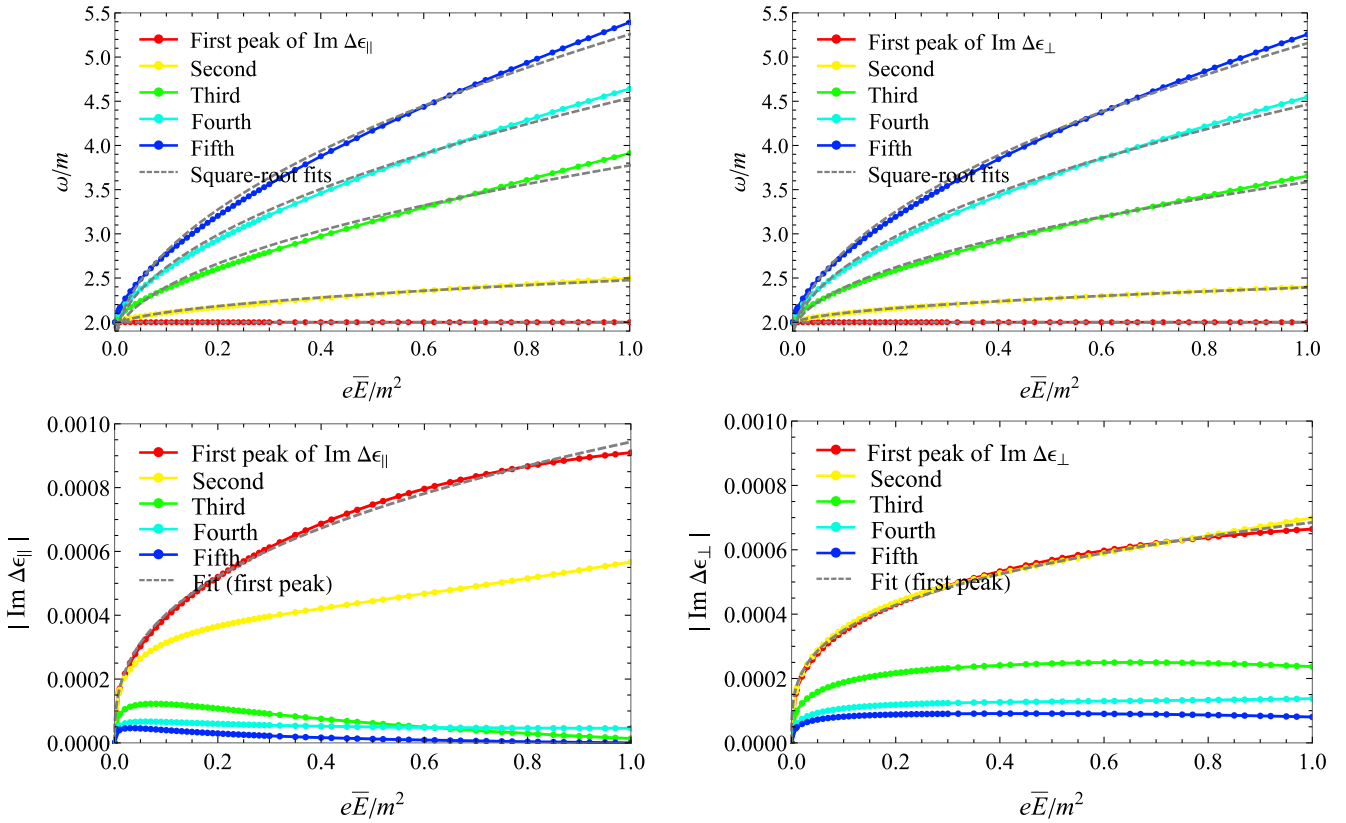 5.5
5.0
4.5
4.0
3.5
3.0
2.5
2.0
ω/m
First peak of Im Δϵ∥
Second
Third
Fourth
Fifth
Square-root fits
0.0 0.2 0.4 0.6 0.8 1.0
eE̅/m²
5.5
5.0
4.5
4.0
3.5
3.0
2.5
2.0
ω/m
First peak of Im Δϵ⊥
Second
Third
Fourth
Fifth
Square-root fits
0.0 0.2 0.4 0.6 0.8 1.0
eE̅/m²
0.0010
0.0008
0.0006
0.0004
0.0002
0.0000
| Im Δϵ∥ |
First peak of Im Δϵ∥
Second
Third
Fourth
Fifth
Fit (first peak)
0.0 0.2 0.4 0.6 0.8 1.0
eE̅/m²
0.0010
0.0008
0.0006
0.0004
0.0002
0.0000
| Im Δϵ⊥ |
First peak of Im Δϵ⊥
Second
Third
Fourth
Fifth
Fit (first peak)
0.0 0.2 0.4 0.6 0.8 1.0
eE̅/m²